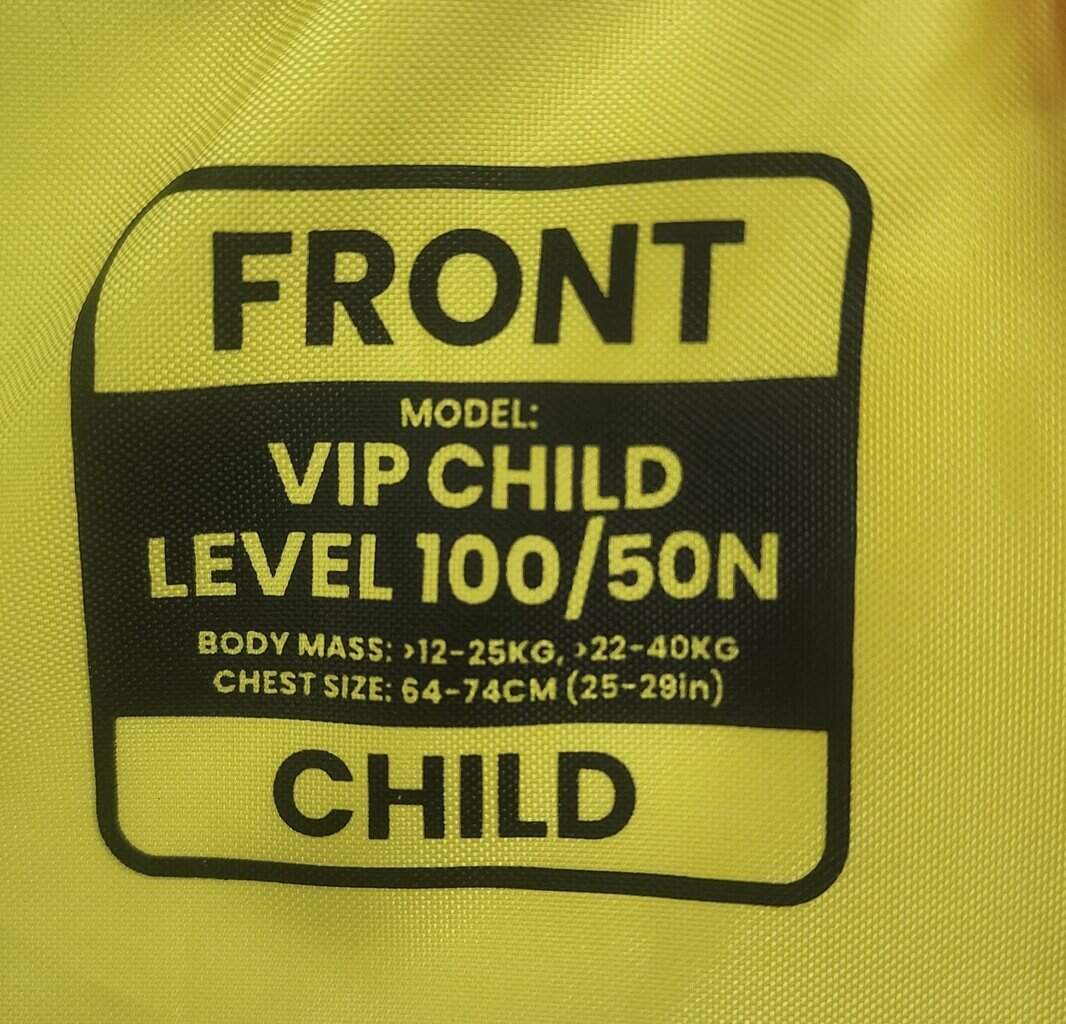 FRONT
MODEL:
VIP CHILD
LEVEL 100/50N
BODY MASS: >12-25KG, >22-40KG
CHEST SIZE: 64-74CM (25-29in)
CHILD